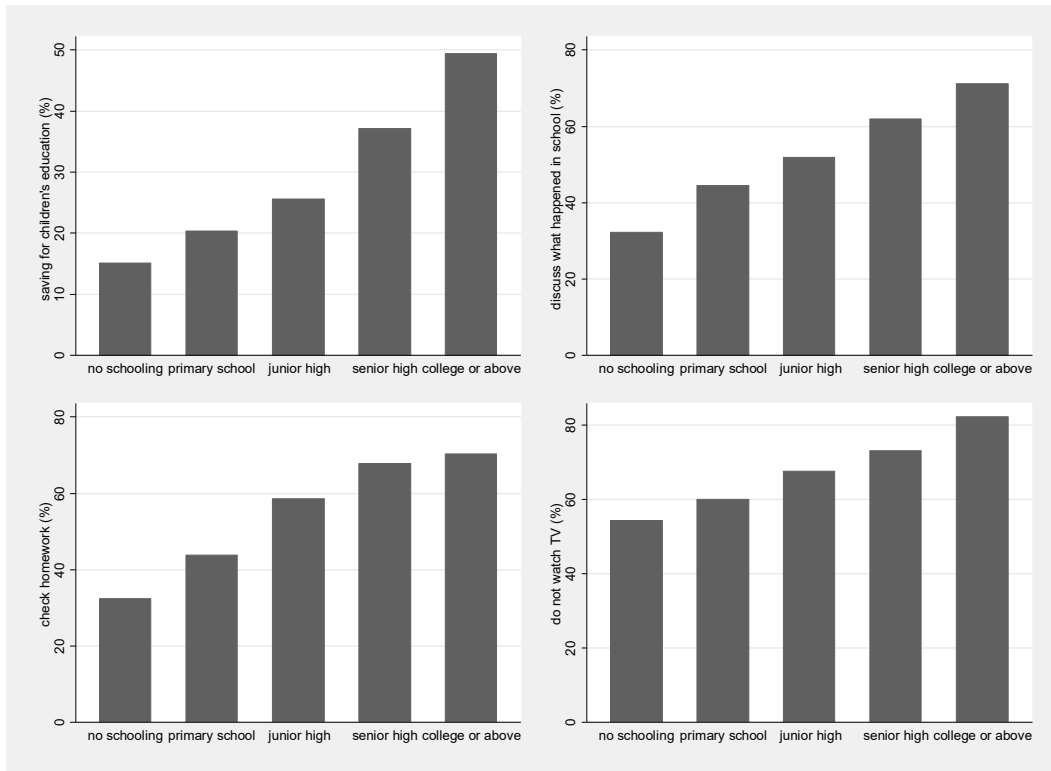 saving for children's education (%)
50
40
30
20
10
0
no schooling primary school junior high senior high college or above
discuss what happened in school (%)
80
60
40
20
0
no schooling primary school junior high senior high college or above
check homework (%)
80
60
40
20
0
no schooling primary school junior high senior high college or above
do not watch TV (%)
80
60
40
20
0
no schooling primary school junior high senior high college or above